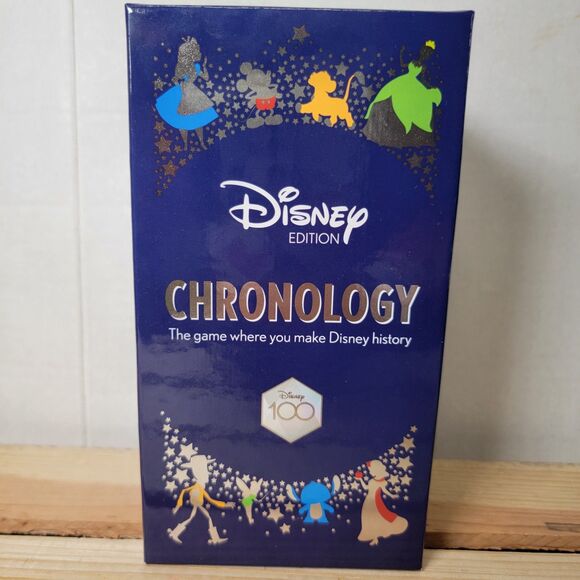 Disney
EDITION
CHRONOLOGY
The game where you make Disney history
Disney
100